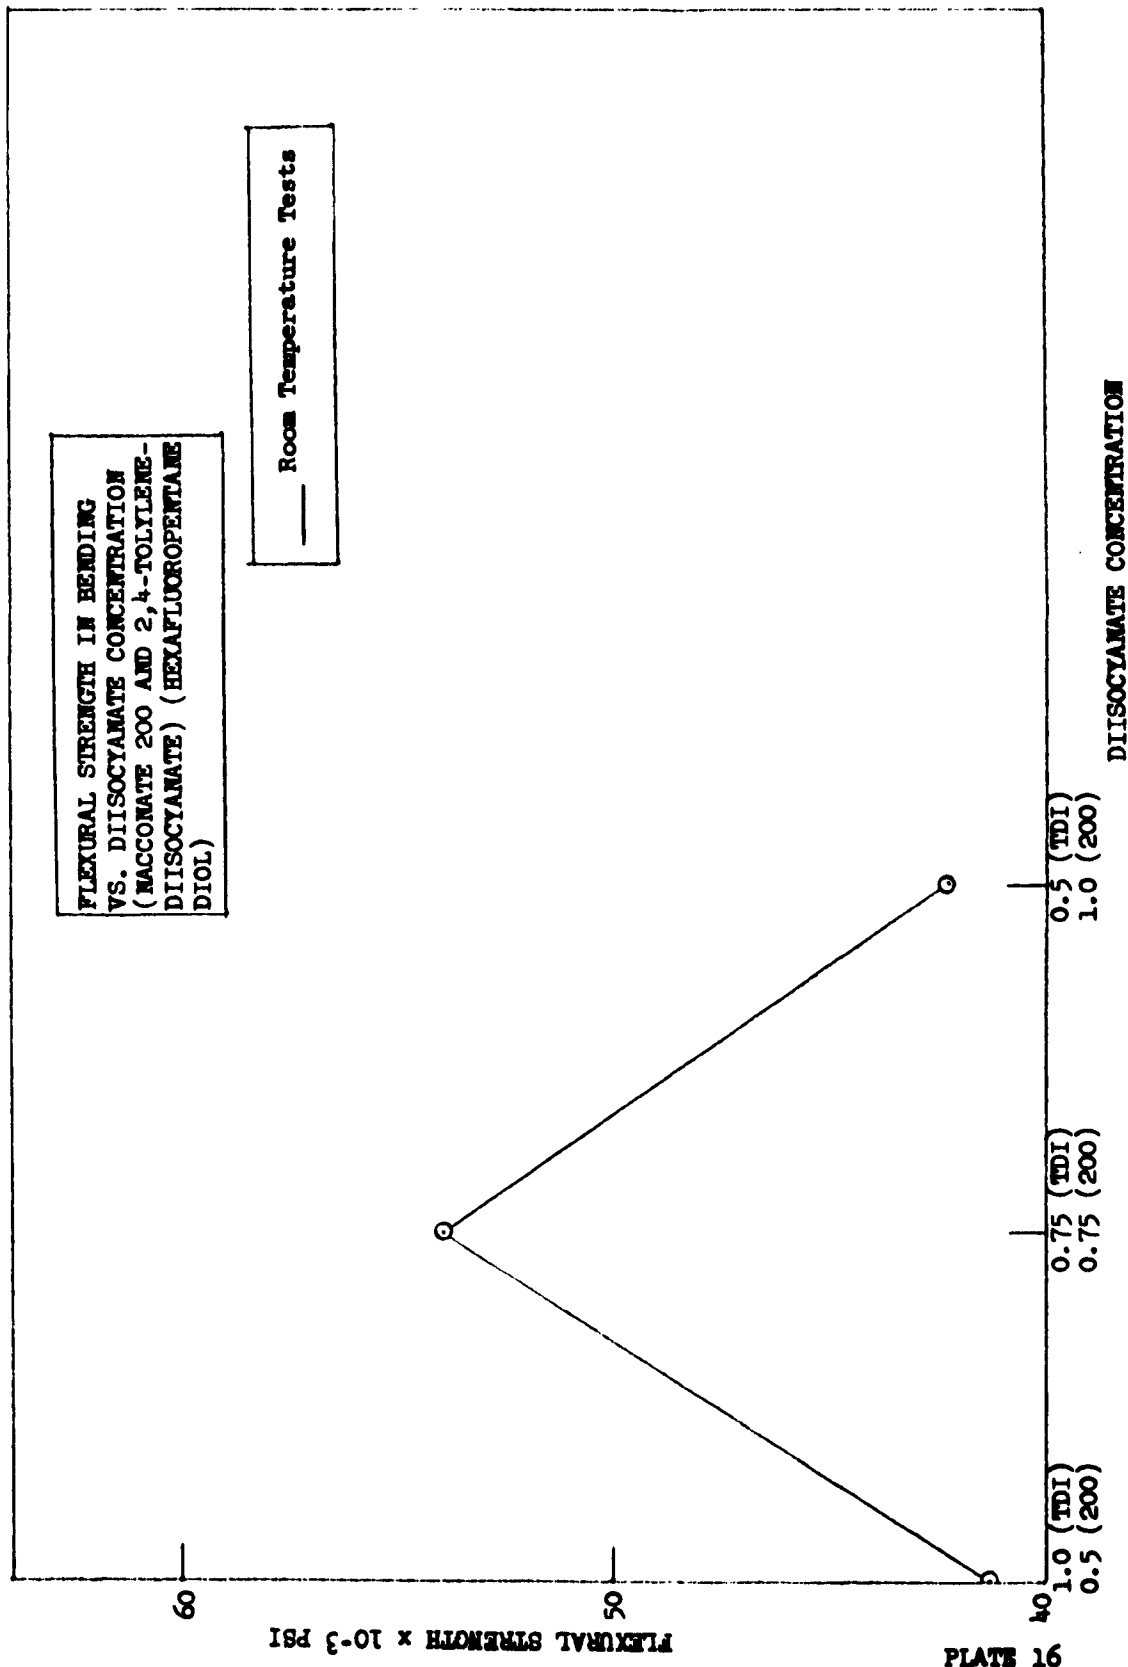 FLEXURAL STRENGTH IN BENDING
VS. DIISOCYANATE CONCENTRATION
(NACCONATE 200 AND 2,4-TOLYLENE-
DIISOCYANATE) (HEXAFLUOROPENTANE
DIOL)
Room Temperature Tests
FLEXURAL STRENGTH x 10-3 PSI
60
50
40
1.0 (TDI)
0.5 (200)
0.75 (TDI)
0.75 (200)
0.5 (TDI)
1.0 (200)
DIISOCYANATE CONCENTRATION
PLATE 16